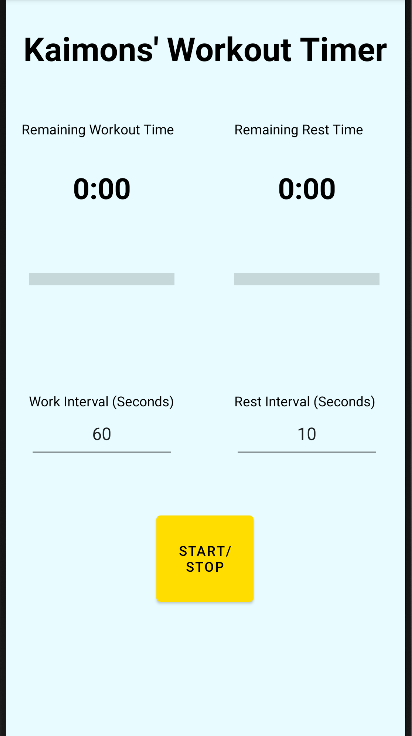 Kaimons' Workout Timer
Remaining Workout Time
Remaining Rest Time
0:00
0:00
Work Interval (Seconds)
Rest Interval (Seconds)
60
10
START/
STOP